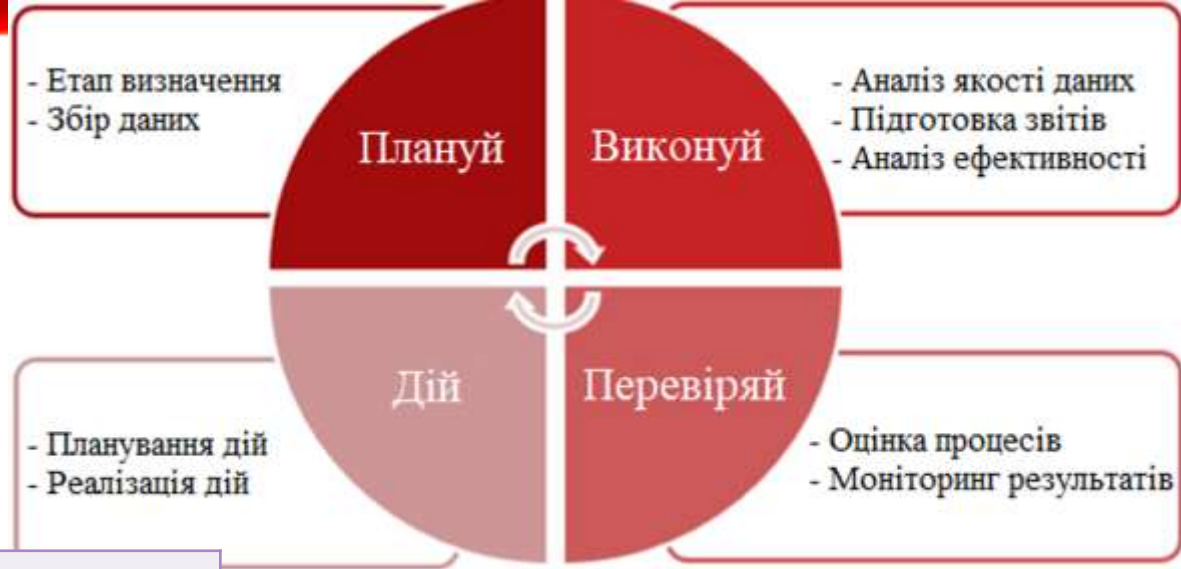 - Етап визначення
- Збір даних
Плануй
Виконуй
- Аналіз якості даних
- Підготовка звітів
- Аналіз ефективності
Дій
Перевіряй
- Планування дій
- Реалізація дій
- Оцінка процесів
- Моніторинг результатів